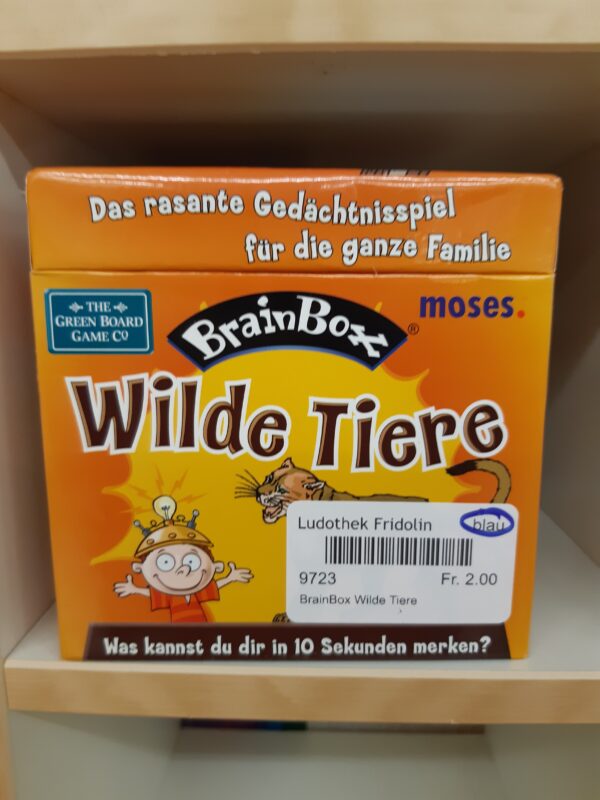 Das rasante Gedächtnisspiel
für die ganze Familie
THE
GREEN BOARD
GAME CO
BrainBox®
moses.
Wilde Tiere
Ludothek Fridolin
blau
9723
Fr. 2.00
BrainBox Wilde Tiere
Was kannst du dir in 10 Sekunden merken?